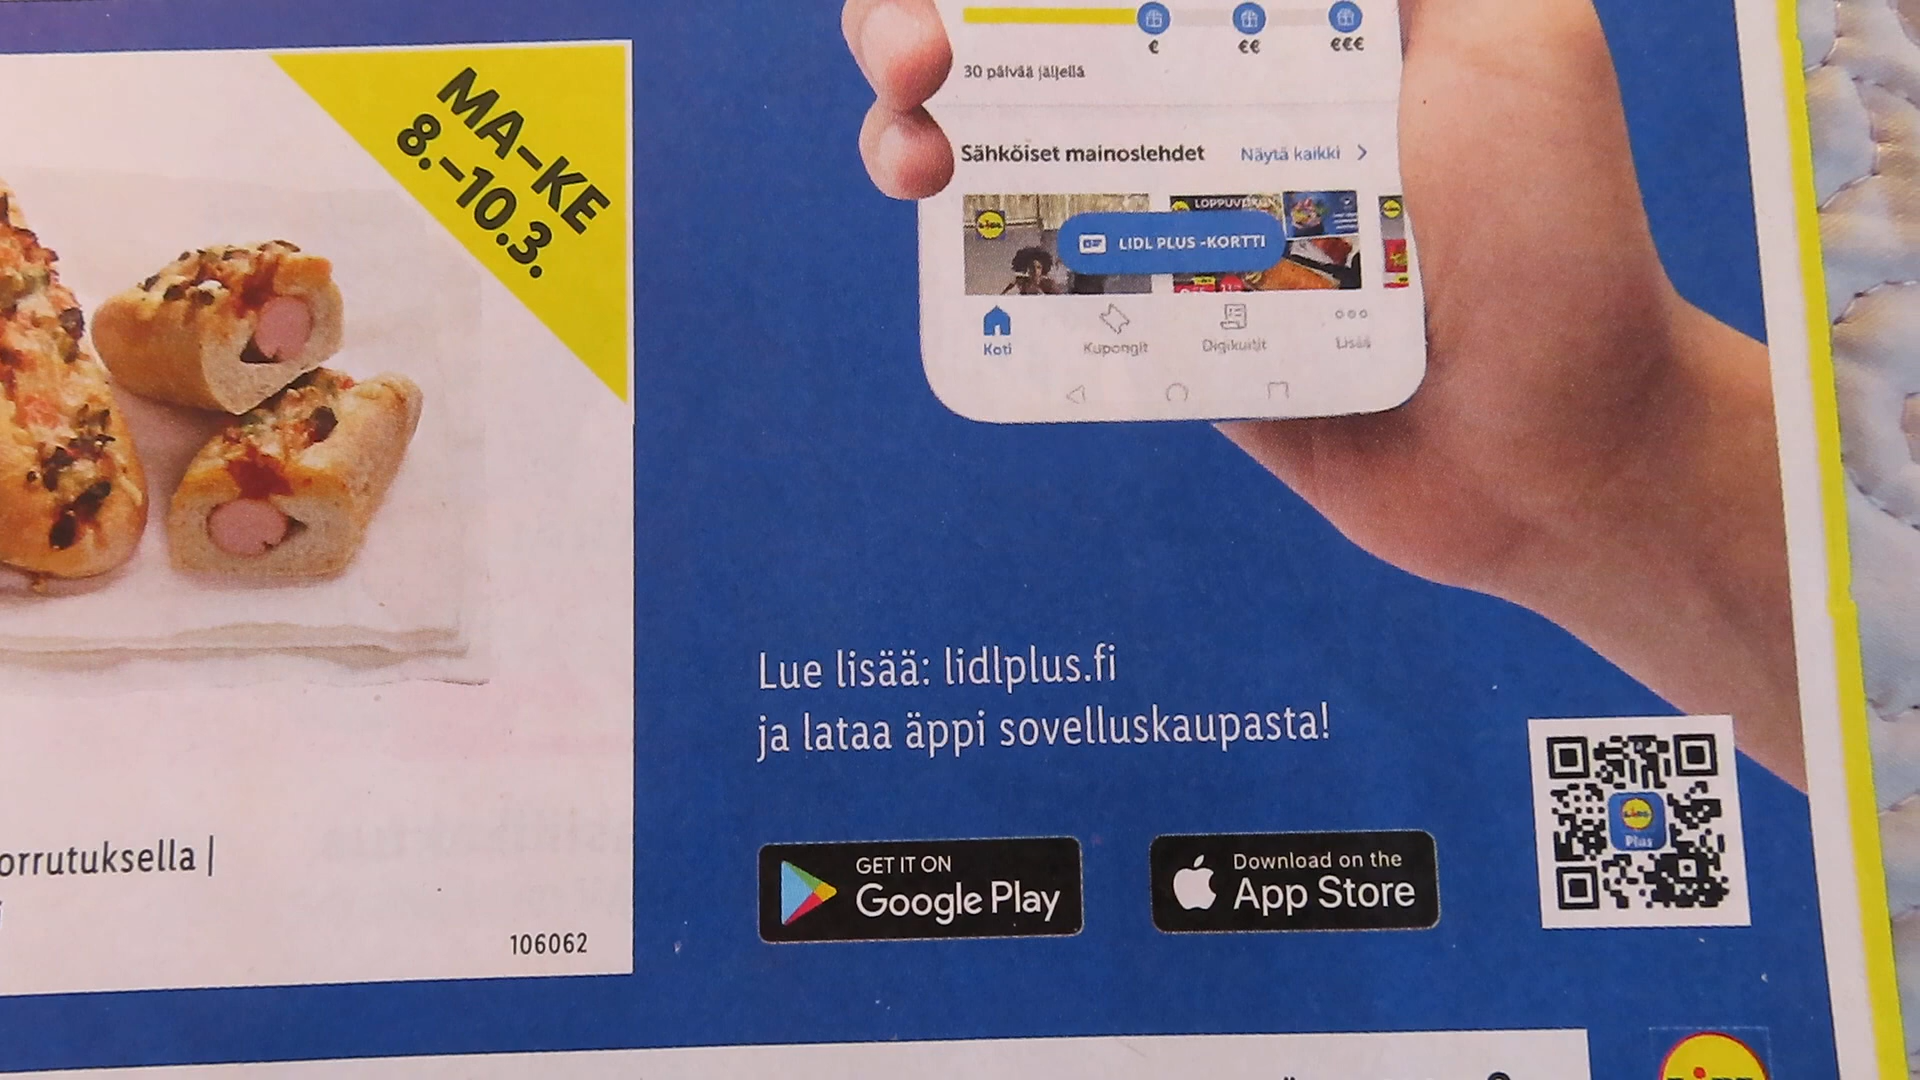 MA–KE
8.–10.3.
orrutuksella |
106062
€ €€ €€€
30 päivää jäljellä
Sähköiset mainoslehdet Näytä kaikki >
LIDL PLUS -KORTTI
Koti Kupongit Digikuitit Lisää
Lue lisää: lidlplus.fi
ja lataa äppi sovelluskaupasta!
GET IT ON
Google Play
Download on the
App Store
LIDL
Plus